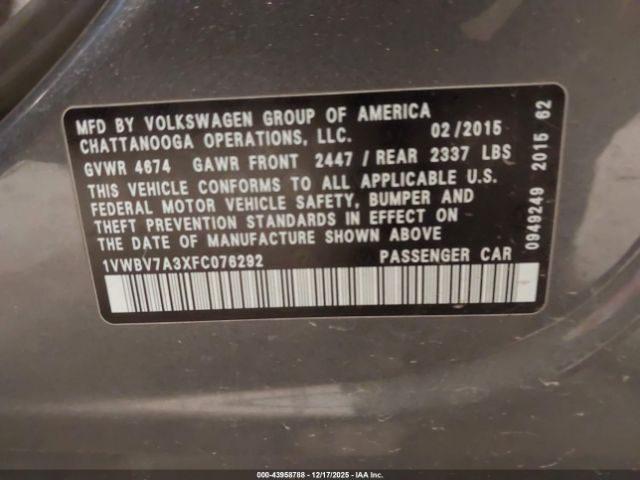 MFD BY VOLKSWAGEN GROUP OF AMERICA
CHATTANOOGA OPERATIONS, LLC. 02/2015
GVWR 4674 GAWR FRONT 2447 / REAR 2337 LBS
THIS VEHICLE CONFORMS TO ALL APPLICABLE U.S.
FEDERAL MOTOR VEHICLE SAFETY, BUMPER AND
THEFT PREVENTION STANDARDS IN EFFECT ON
THE DATE OF MANUFACTURE SHOWN ABOVE
1VWBV7A3XFC076292 PASSENGER CAR
0949249 2015 62
000-43958788 - 12/17/2025 - IAA Inc.